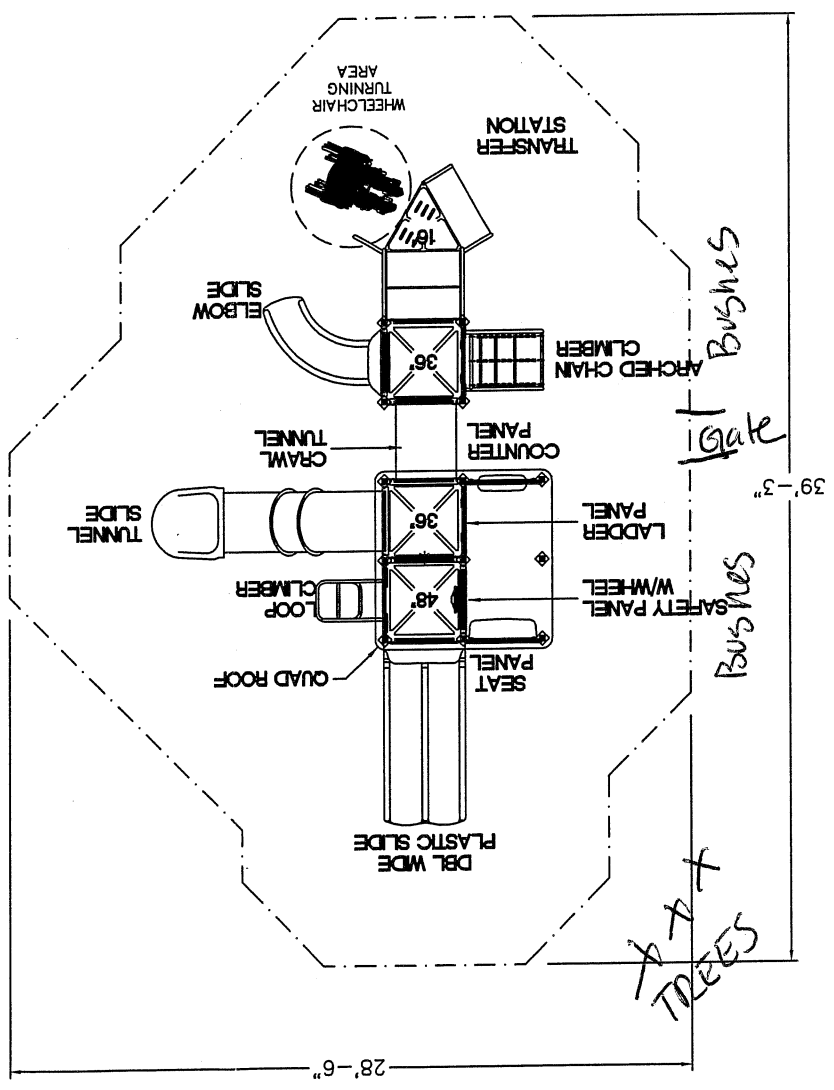 28'-6"
TREES
DBL WIDE
PLASTIC SLIDE
SEAT
PANEL
QUAD ROOF
Bushes
SAFETY PANEL
W/WHEEL
48"
LOOP
CLIMBER
LADDER
PANEL
36"
TUNNEL
SLIDE
39'-3"
COUNTER
PANEL
CRAWL
TUNNEL
Gate
ARCHED CHAIN
CLIMBER
36"
ELBOW
SLIDE
Bushes
16"
TRANSFER
STATION
WHEELCHAIR
TURNING
AREA